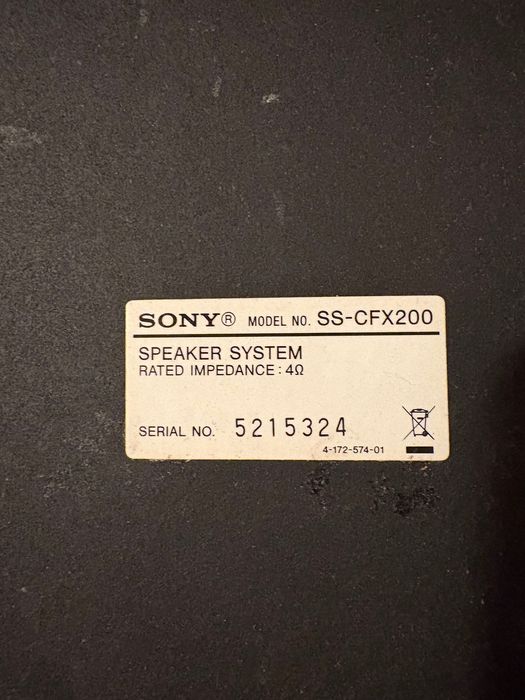 SONY® MODEL NO. SS-CFX200
SPEAKER SYSTEM
RATED IMPEDANCE : 4Ω
SERIAL NO. 5215324
4-172-574-01